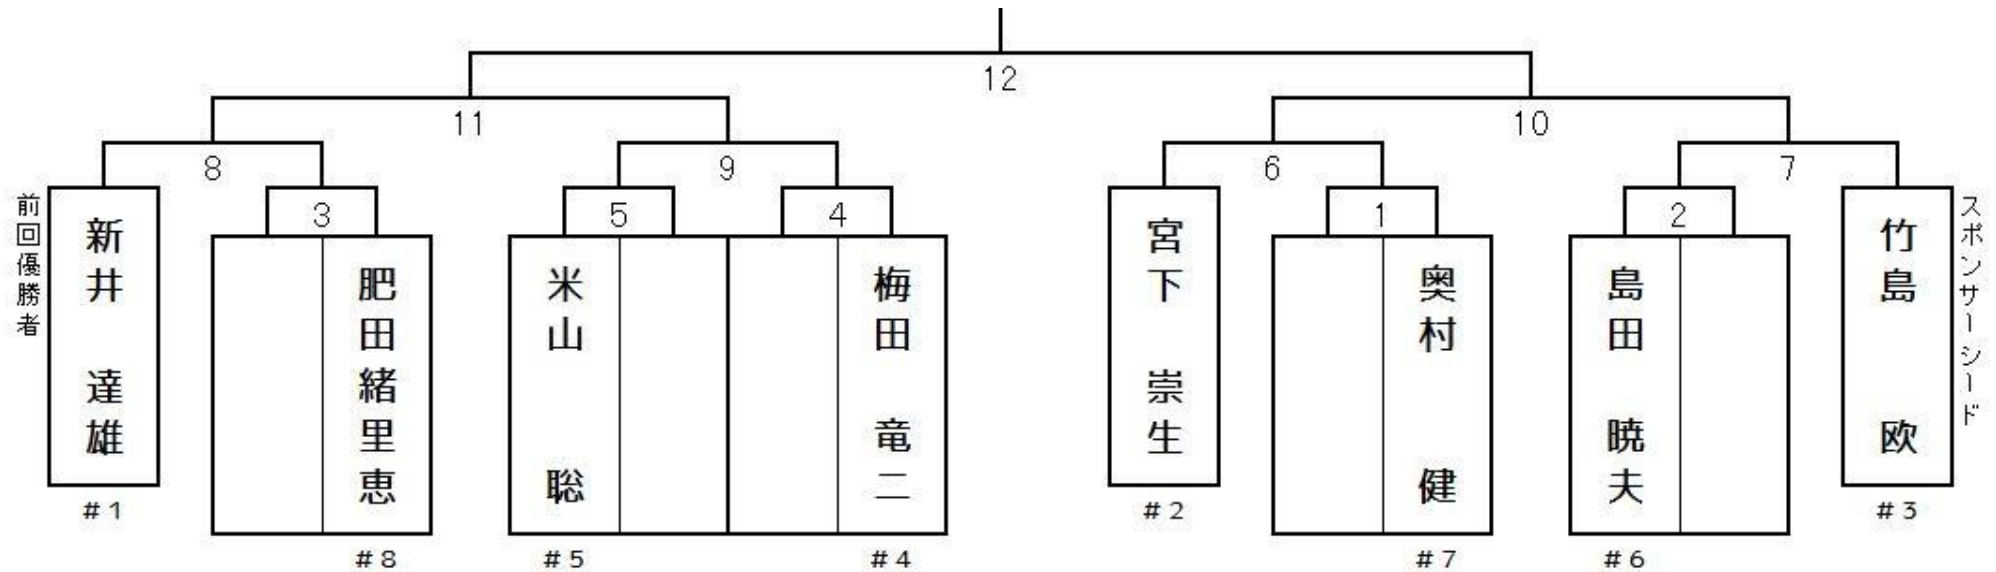 12
11
10
8
9
6
7
3
5
4
1
2
前回優勝者
新井 達雄
肥田緒里恵
米山 聡
梅田 竜二
宮下 崇生
奥村 健
島田 暁夫
竹島 欧
スポンサーシード
#1
#2
#3
#8
#5
#4
#7
#6